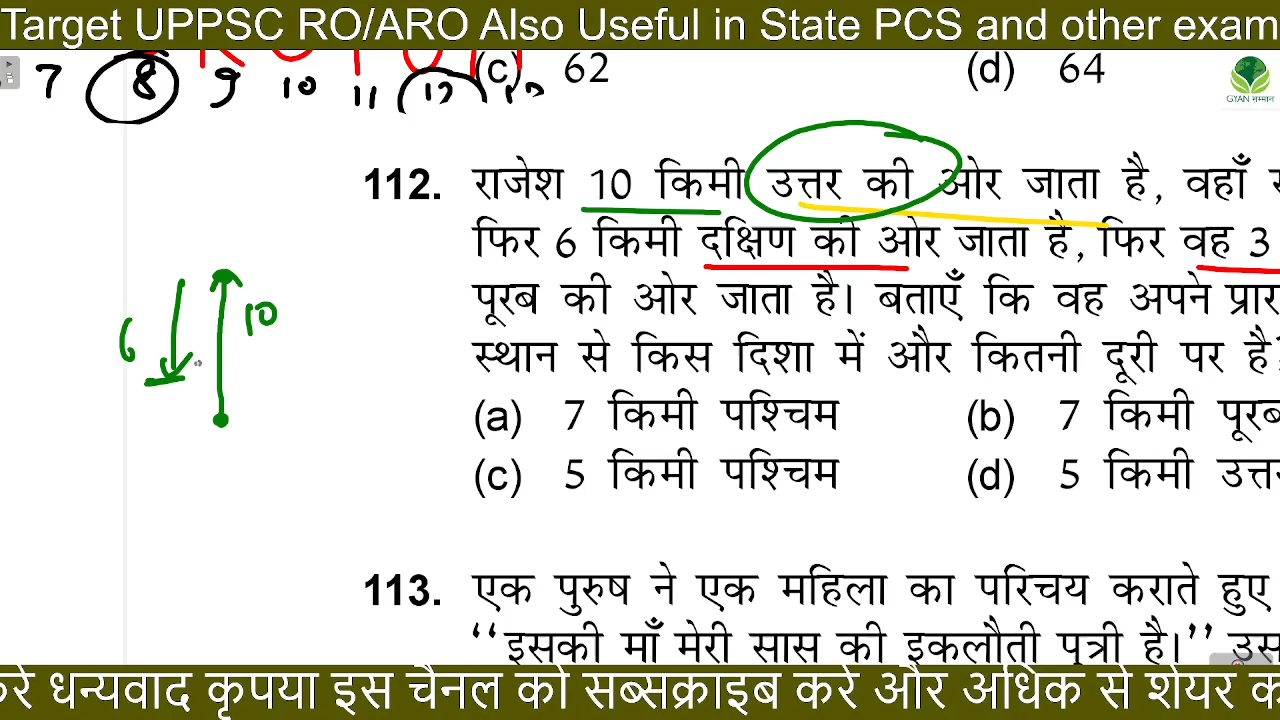 Target UPPSC RO/ARO Also Useful in State PCS and other exam
7 8 9 10 11 12
(c) 62 (d) 64
GYAN सम्मान
112. राजेश 10 किमी उत्तर की ओर जाता है, वहाँ
फिर 6 किमी दक्षिण की ओर जाता है, फिर वह 3
पूरब की ओर जाता है। बताएँ कि वह अपने प्रार
स्थान से किस दिशा में और कितनी दूरी पर है?
(a) 7 किमी पश्चिम (b) 7 किमी पूरब
(c) 5 किमी पश्चिम (d) 5 किमी उत्त
6 10
113. एक पुरुष ने एक महिला का परिचय कराते हुए
‘‘इसकी माँ मेरी सास की इकलौती पुत्री है।’’ उस
करे धन्यवाद कृपया इस चैनल को सब्सक्राइब करे और अधिक से शेयर क